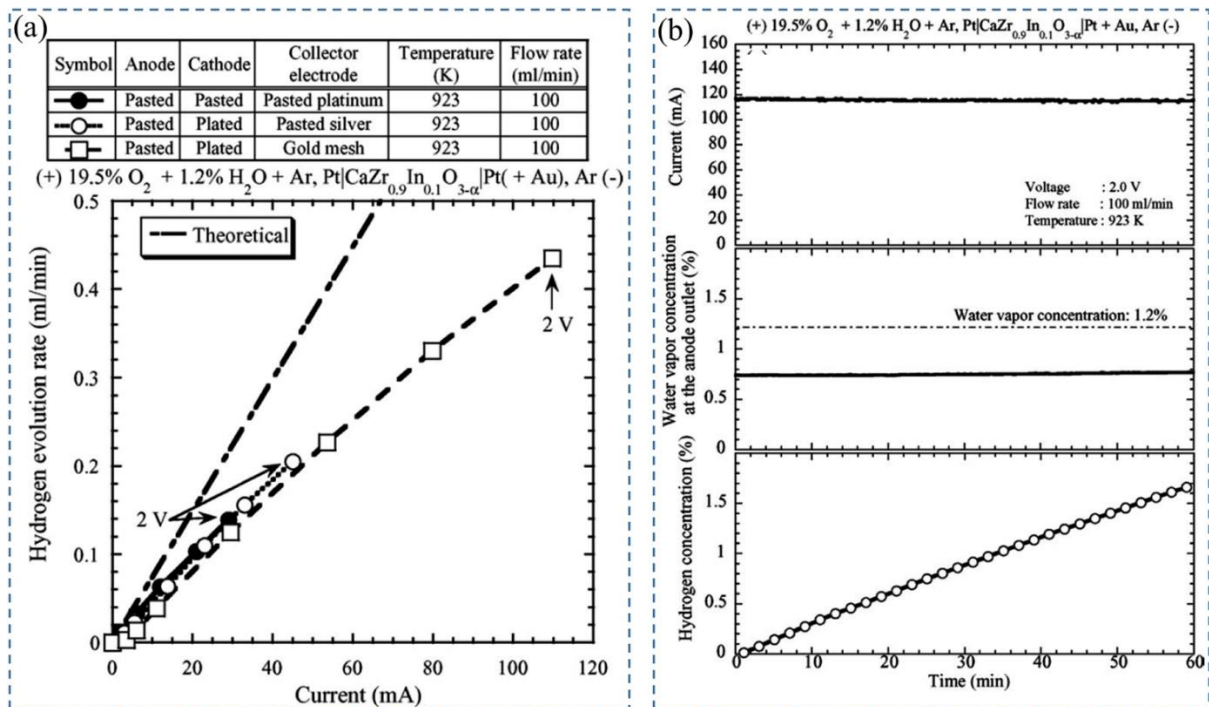 (a)
Symbol Anode Cathode Collector electrode Temperature (K) Flow rate (ml/min)
Pasted Pasted Pasted platinum 923 100
Pasted Plated Pasted silver 923 100
Pasted Plated Gold mesh 923 100
(+) 19.5% O₂ + 1.2% H₂O + Ar, Pt|CaZr₀.₉In₀.₁O₃₋α|Pt( + Au), Ar (-)
Theoretical
2 V
2 V
Hydrogen evolution rate (ml/min)
0.5
0.4
0.3
0.2
0.1
0
0 20 40 60 80 100 120
Current (mA)
(b)
(+) 19.5% O₂ + 1.2% H₂O + Ar, Pt|CaZr₀.₉In₀.₁O₃₋α|Pt + Au, Ar (-)
Current (mA)
160
140
120
100
80
60
40
20
0
Voltage : 2.0 V
Flow rate : 100 ml/min
Temperature : 923 K
Water vapor concentration
at the anode outlet (%)
1.5
1
0.5
0
Water vapor concentration: 1.2%
Hydrogen concentration (%)
1.5
1
0.5
0
0 10 20 30 40 50 60
Time (min)